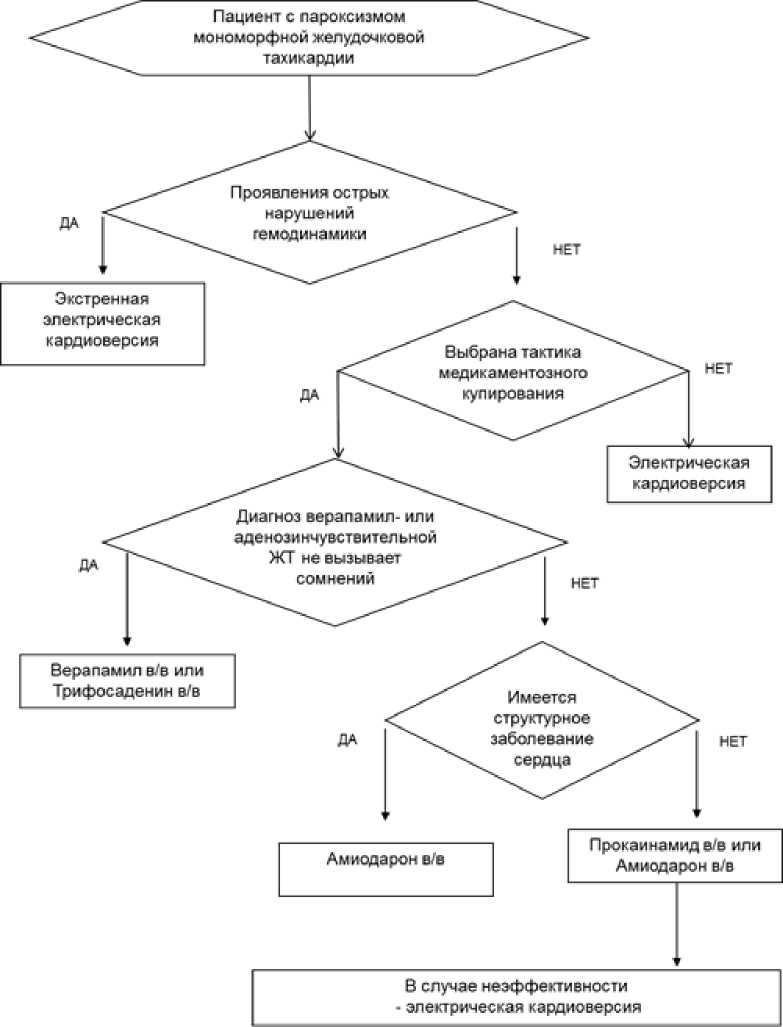 Пациент с пароксизмом
мономорфной желудочковой
тахикардии
Проявления острых
нарушений
гемодинамики
ДА
НЕТ
Экстренная
электрическая
кардиоверсия
Выбрана тактика
медикаментозного
купирования
ДА
НЕТ
Электрическая
кардиоверсия
Диагноз верапамил- или
аденозинчувствительной
ЖТ не вызывает
сомнений
ДА
НЕТ
Верапамил в/в или
Трифосаденин в/в
Имеется
структурное
заболевание
сердца
ДА
НЕТ
Амиодарон в/в
Прокаинамид в/в или
Амиодарон в/в
В случае неэффективности
- электрическая кардиоверсия